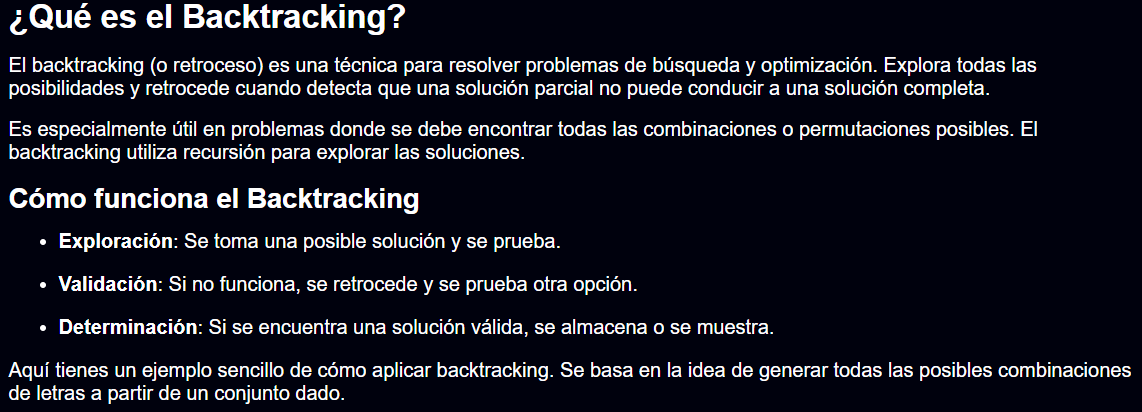 ¿Qué es el Backtracking?
El backtracking (o retroceso) es una técnica para resolver problemas de búsqueda y optimización. Explora todas las
posibilidades y retrocede cuando detecta que una solución parcial no puede conducir a una solución completa.
Es especialmente útil en problemas donde se debe encontrar todas las combinaciones o permutaciones posibles. El
backtracking utiliza recursión para explorar las soluciones.
Cómo funciona el Backtracking
• Exploración: Se toma una posible solución y se prueba.
• Validación: Si no funciona, se retrocede y se prueba otra opción.
• Determinación: Si se encuentra una solución válida, se almacena o se muestra.
Aquí tienes un ejemplo sencillo de cómo aplicar backtracking. Se basa en la idea de generar todas las posibles combinaciones
de letras a partir de un conjunto dado.